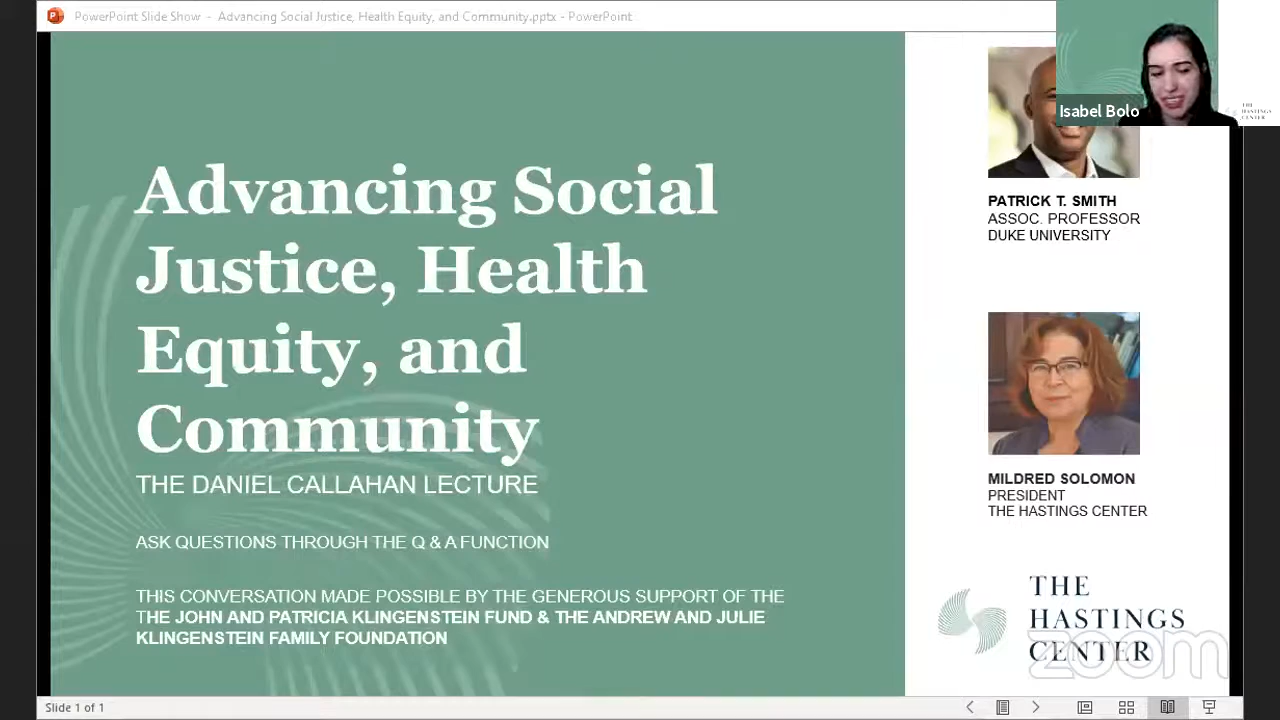 PowerPoint Slide Show - Advancing Social Justice, Health Equity, and Community.pptx - PowerPoint
Isabel Bolo
THE
HASTINGS
CENTER
Advancing Social
Justice, Health
Equity, and
Community
THE DANIEL CALLAHAN LECTURE
ASK QUESTIONS THROUGH THE Q & A FUNCTION
THIS CONVERSATION MADE POSSIBLE BY THE GENEROUS SUPPORT OF THE
THE JOHN AND PATRICIA KLINGENSTEIN FUND & THE ANDREW AND JULIE
KLINGENSTEIN FAMILY FOUNDATION
PATRICK T. SMITH
ASSOC. PROFESSOR
DUKE UNIVERSITY
MILDRED SOLOMON
PRESIDENT
THE HASTINGS CENTER
THE
HASTINGS
CENTER
zoom
Slide 1 of 1